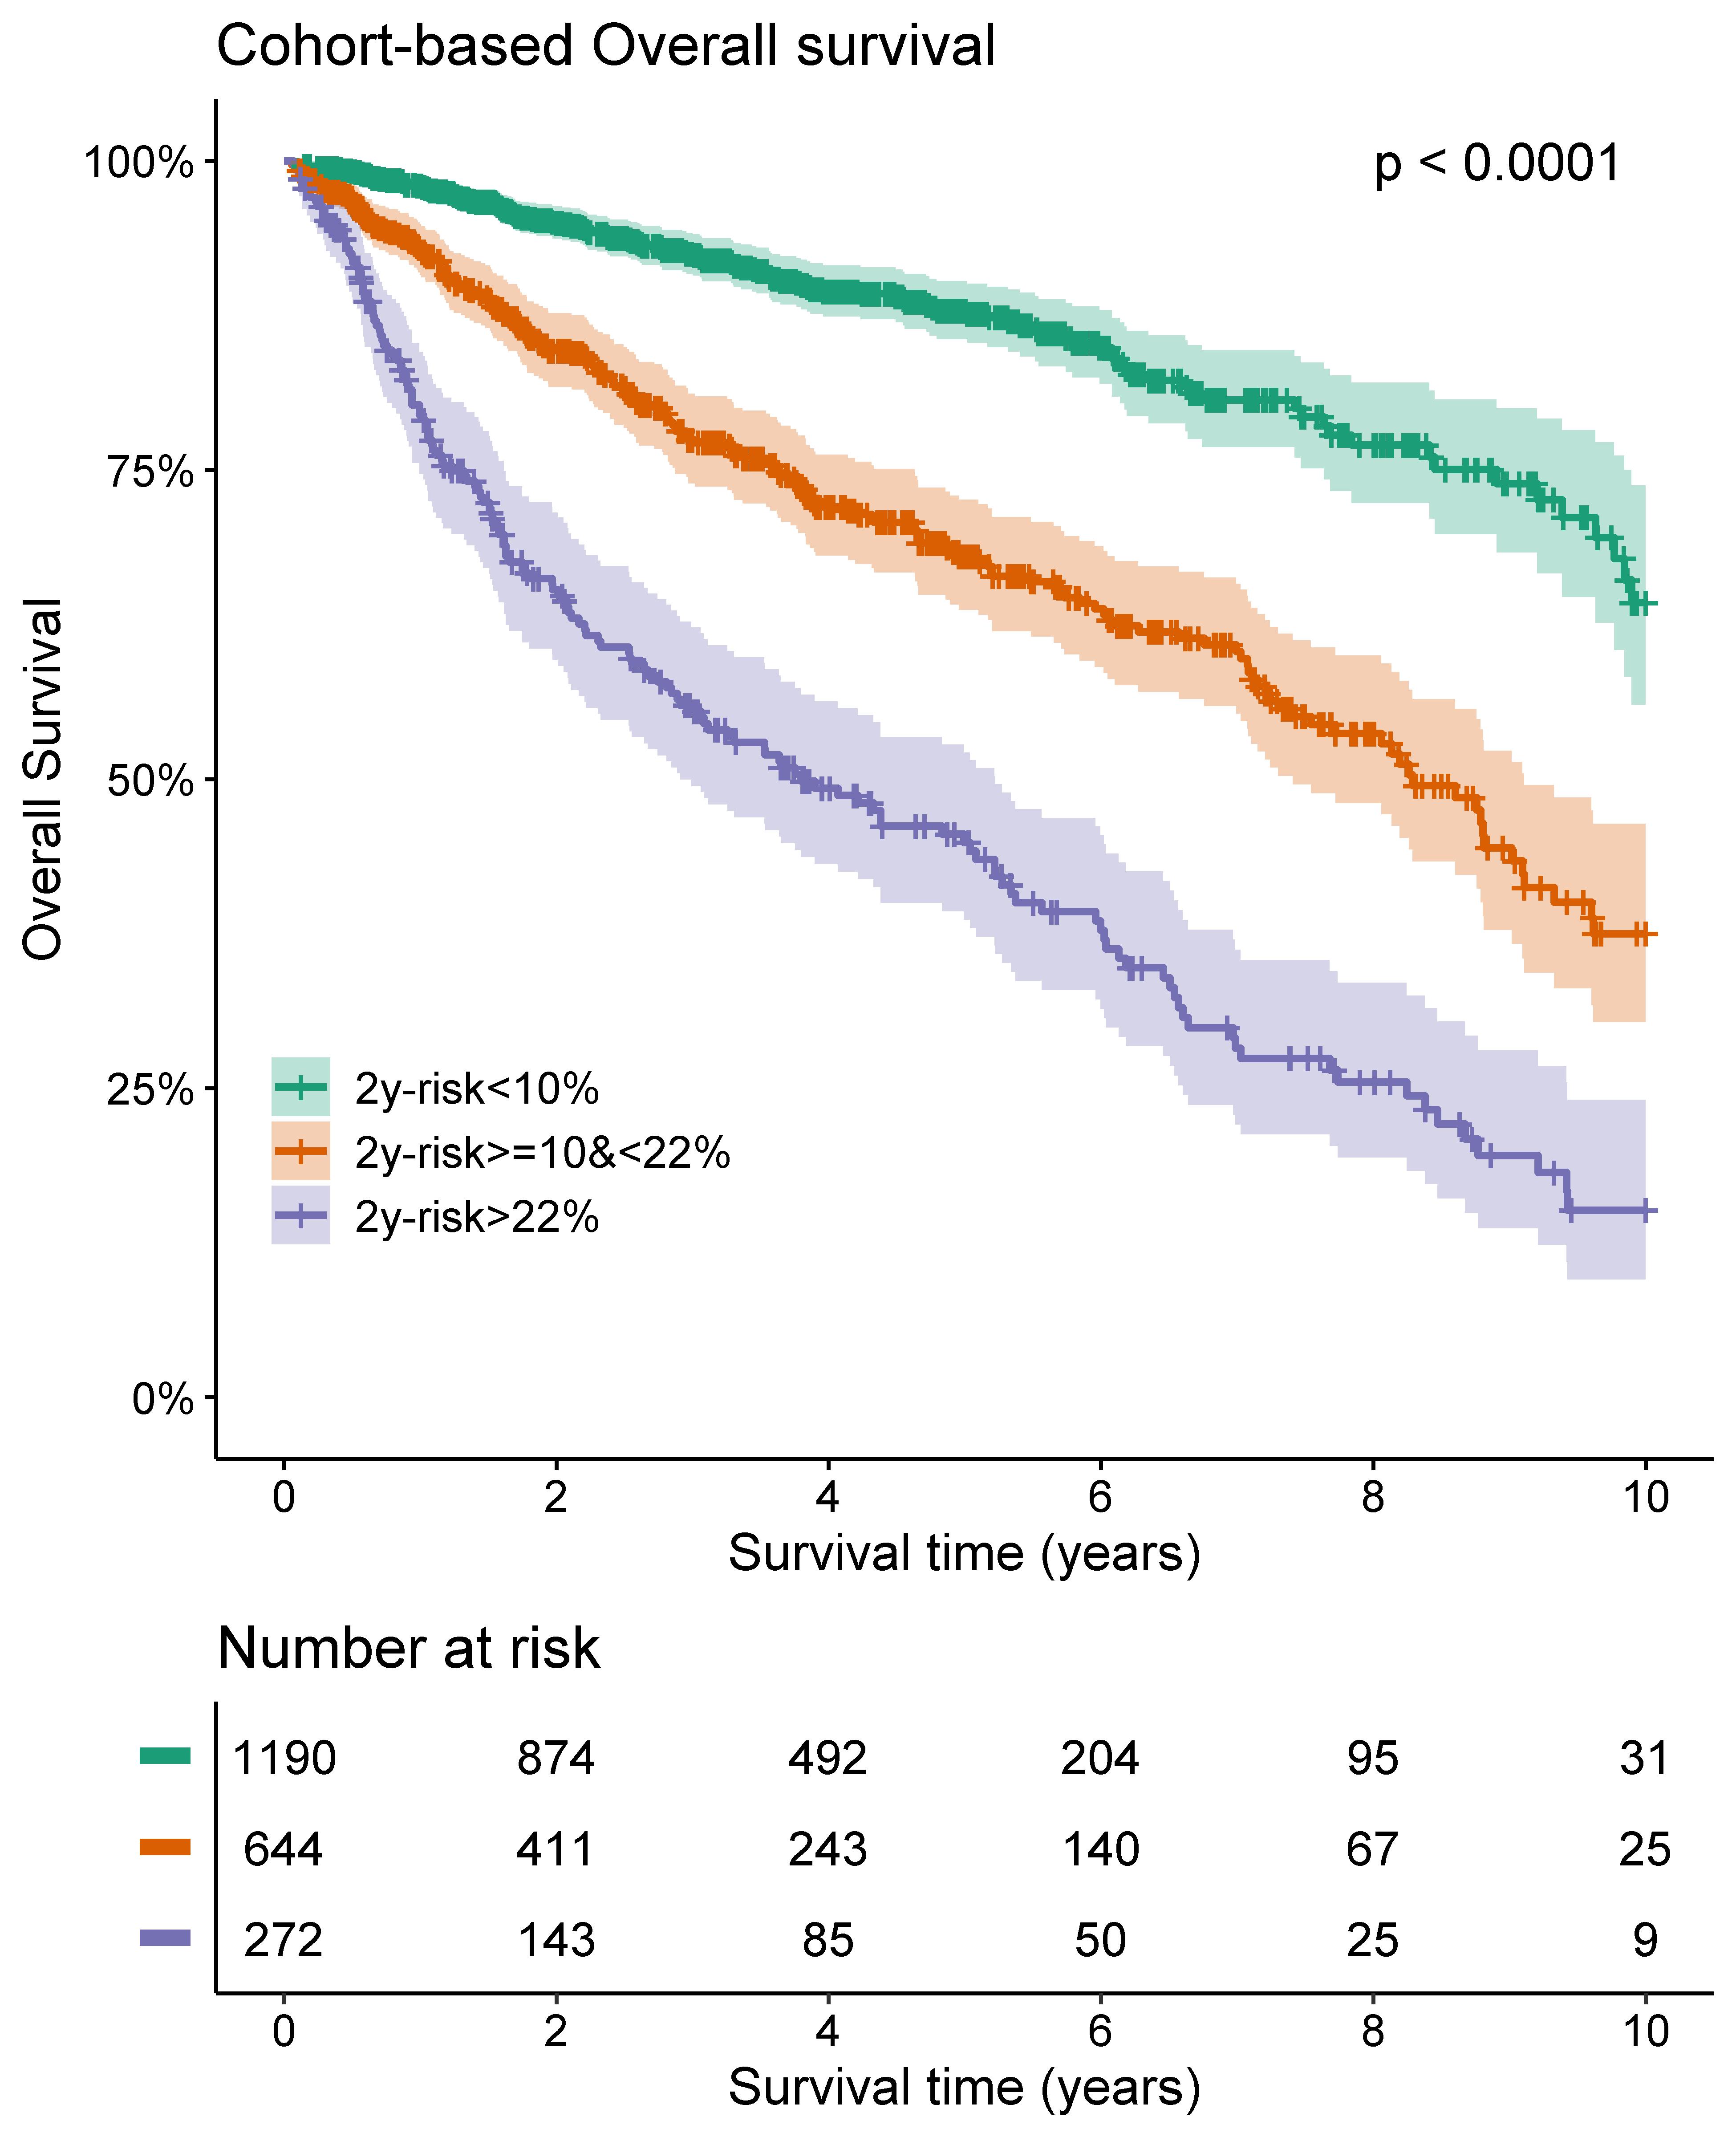 Cohort-based Overall survival
p < 0.0001
100%
75%
50%
25%
0%
Overall Survival
2y-risk<10%
2y-risk>=10&<22%
2y-risk>22%
0 2 4 6 8 10
Survival time (years)
Number at risk
1190 874 492 204 95 31
644 411 243 140 67 25
272 143 85 50 25 9
0 2 4 6 8 10
Survival time (years)